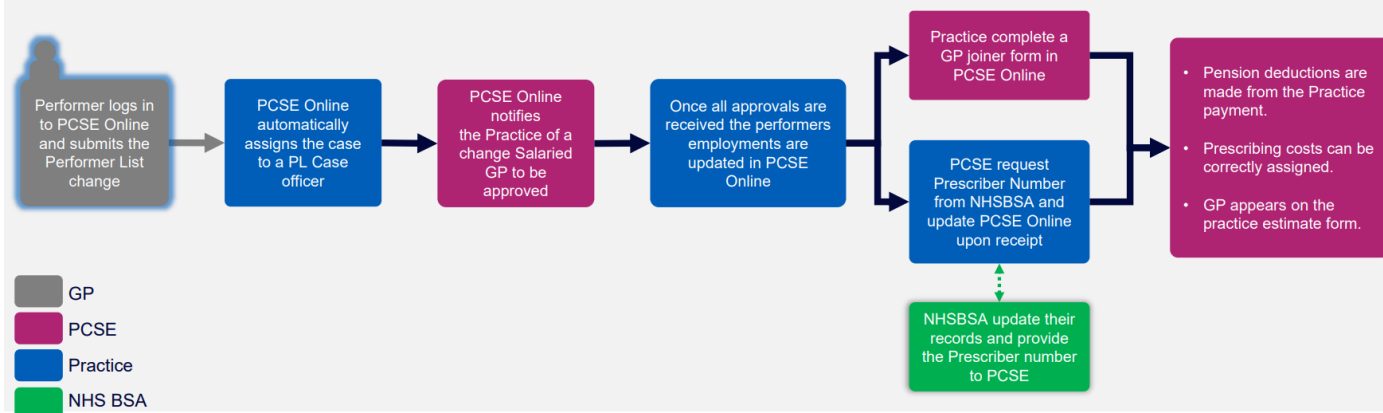 Performer logs in
to PCSE Online
and submits the
Performer List
change
PCSE Online
automatically
assigns the case
to a PL Case
officer
PCSE Online
notifies
the Practice of a
change Salaried
GP to be
approved
Once all approvals are
received the performers
employments are
updated in PCSE
Online
Practice complete a
GP joiner form in
PCSE Online
PCSE request
Prescriber Number
from NHSBSA and
update PCSE Online
upon receipt
NHSBSA update their
records and provide
the Prescriber number
to PCSE
• Pension deductions are
made from the Practice
payment.
• Prescribing costs can be
correctly assigned.
• GP appears on the
practice estimate form.
GP
PCSE
Practice
NHS BSA